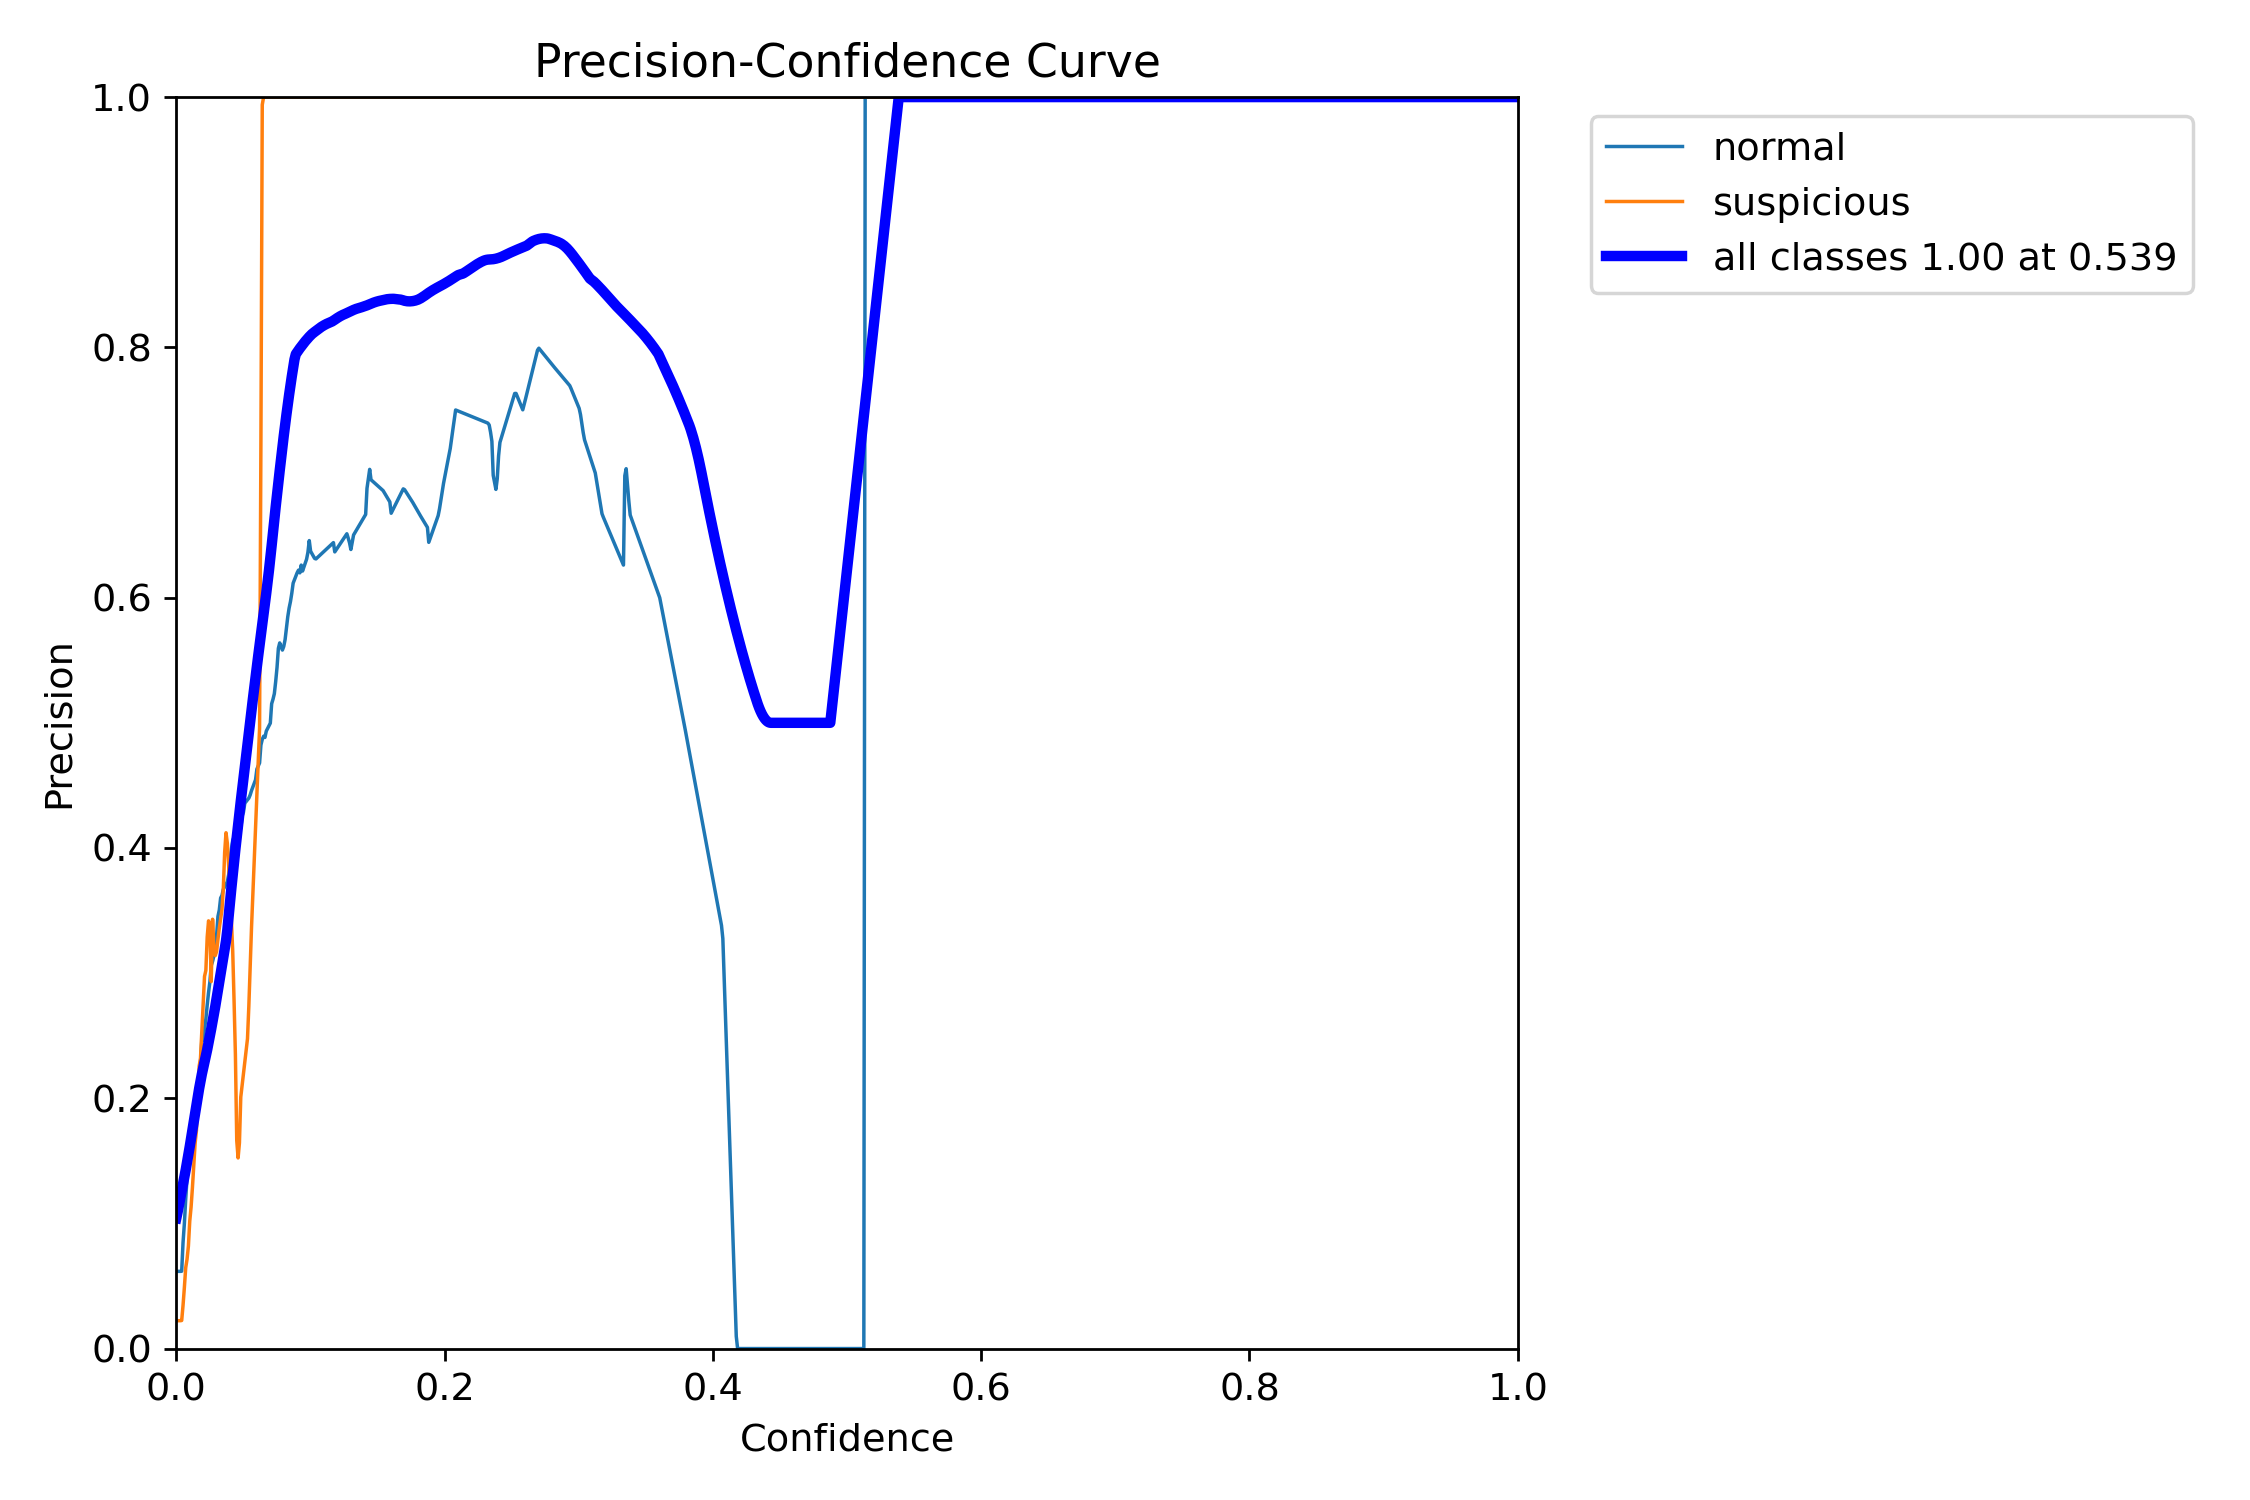 Precision-Confidence Curve
1.0
0.8
0.6
0.4
0.2
0.0
Precision
0.0 0.2 0.4 0.6 0.8 1.0
Confidence
normal
suspicious
all classes 1.00 at 0.539